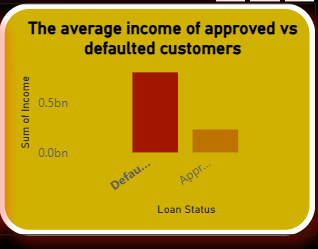 The average income of approved vs
defaulted customers
Sum of Income
0.5bn
0.0bn
Defau...
Appr...
Loan Status